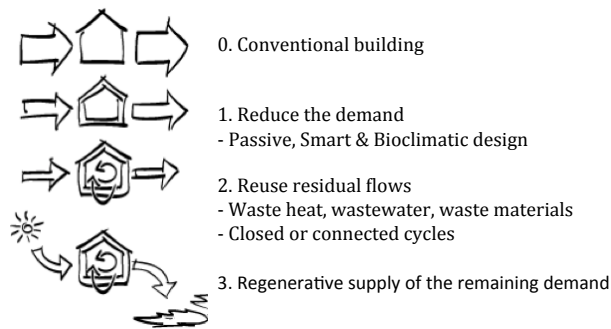 0. Conventional building
1. Reduce the demand
- Passive, Smart & Bioclimatic design
2. Reuse residual flows
- Waste heat, wastewater, waste materials
- Closed or connected cycles
3. Regenerative supply of the remaining demand